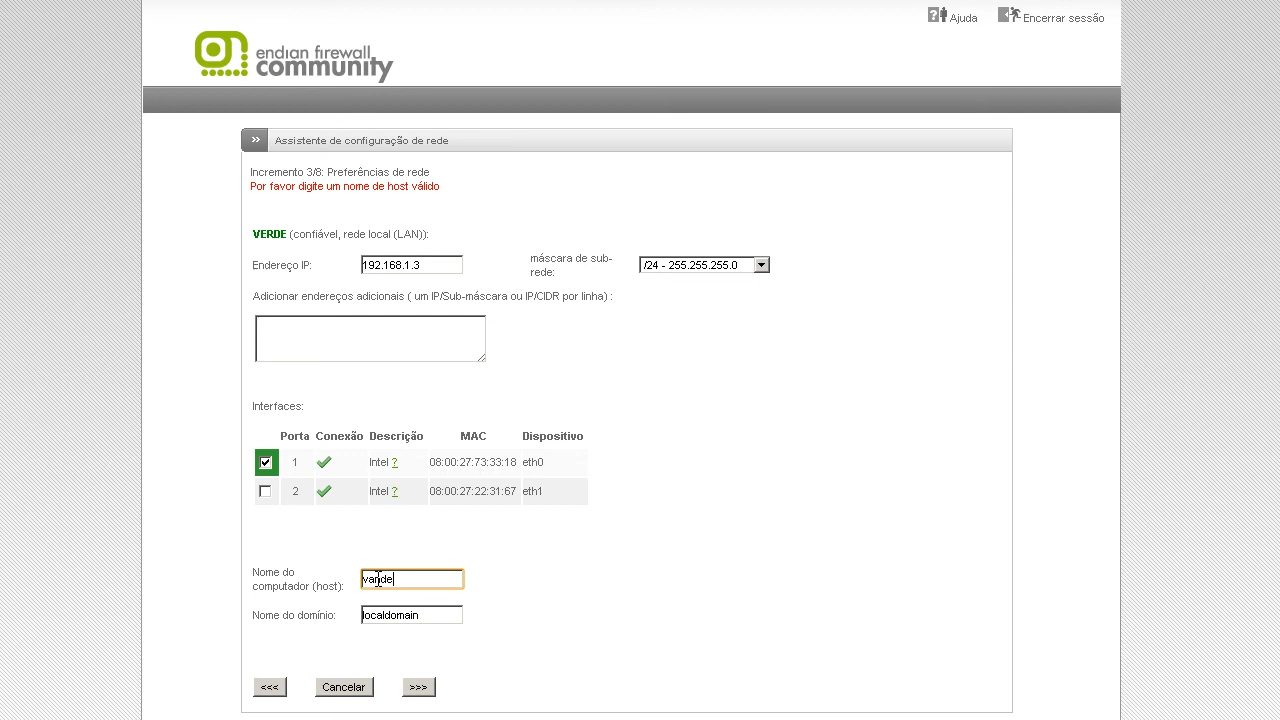 ? Ajuda Encerrar sessão
endian firewall
community
>> Assistente de configuração de rede
Incremento 3/8: Preferências de rede
Por favor digite um nome de host válido
VERDE (confiável, rede local (LAN)):
Endereço IP: 192.168.1.3 máscara de sub-rede: /24 - 255.255.255.0
Adicionar endereços adicionais ( um IP/Sub-máscara ou IP/CIDR por linha) :
Interfaces:
Porta Conexão Descrição MAC Dispositivo
1 Intel ? 08:00:27:73:33:18 eth0
2 Intel ? 08:00:27:22:31:67 eth1
Nome do
computador (host):
Nome do domínio: localdomain
<<< Cancelar >>>